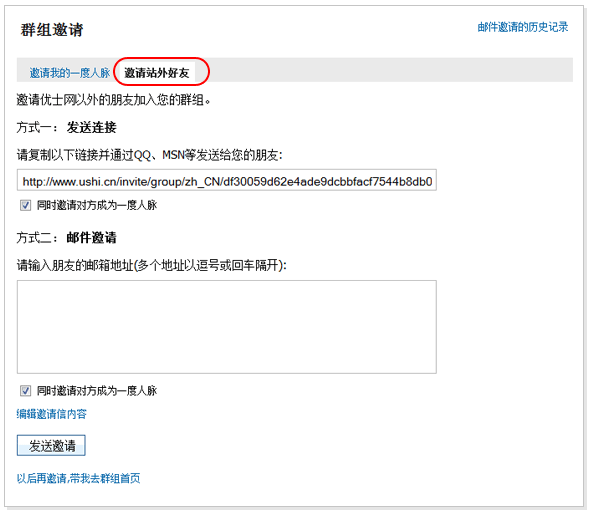 群组邀请
邮件邀请的历史记录
邀请我的一度人脉 邀请站外好友
邀请优士网以外的朋友加入您的群组。
方式一：发送连接
请复制以下链接并通过QQ、MSN等发送给您的朋友:
http://www.ushi.cn/invite/group/zh_CN/df30059d62e4ade9dcbbfacf7544b8db0
同时邀请对方成为一度人脉
方式二：邮件邀请
请输入朋友的邮箱地址(多个地址以逗号或回车隔开):
同时邀请对方成为一度人脉
编辑邀请信内容
发送邀请
以后再邀请,带我去群组首页